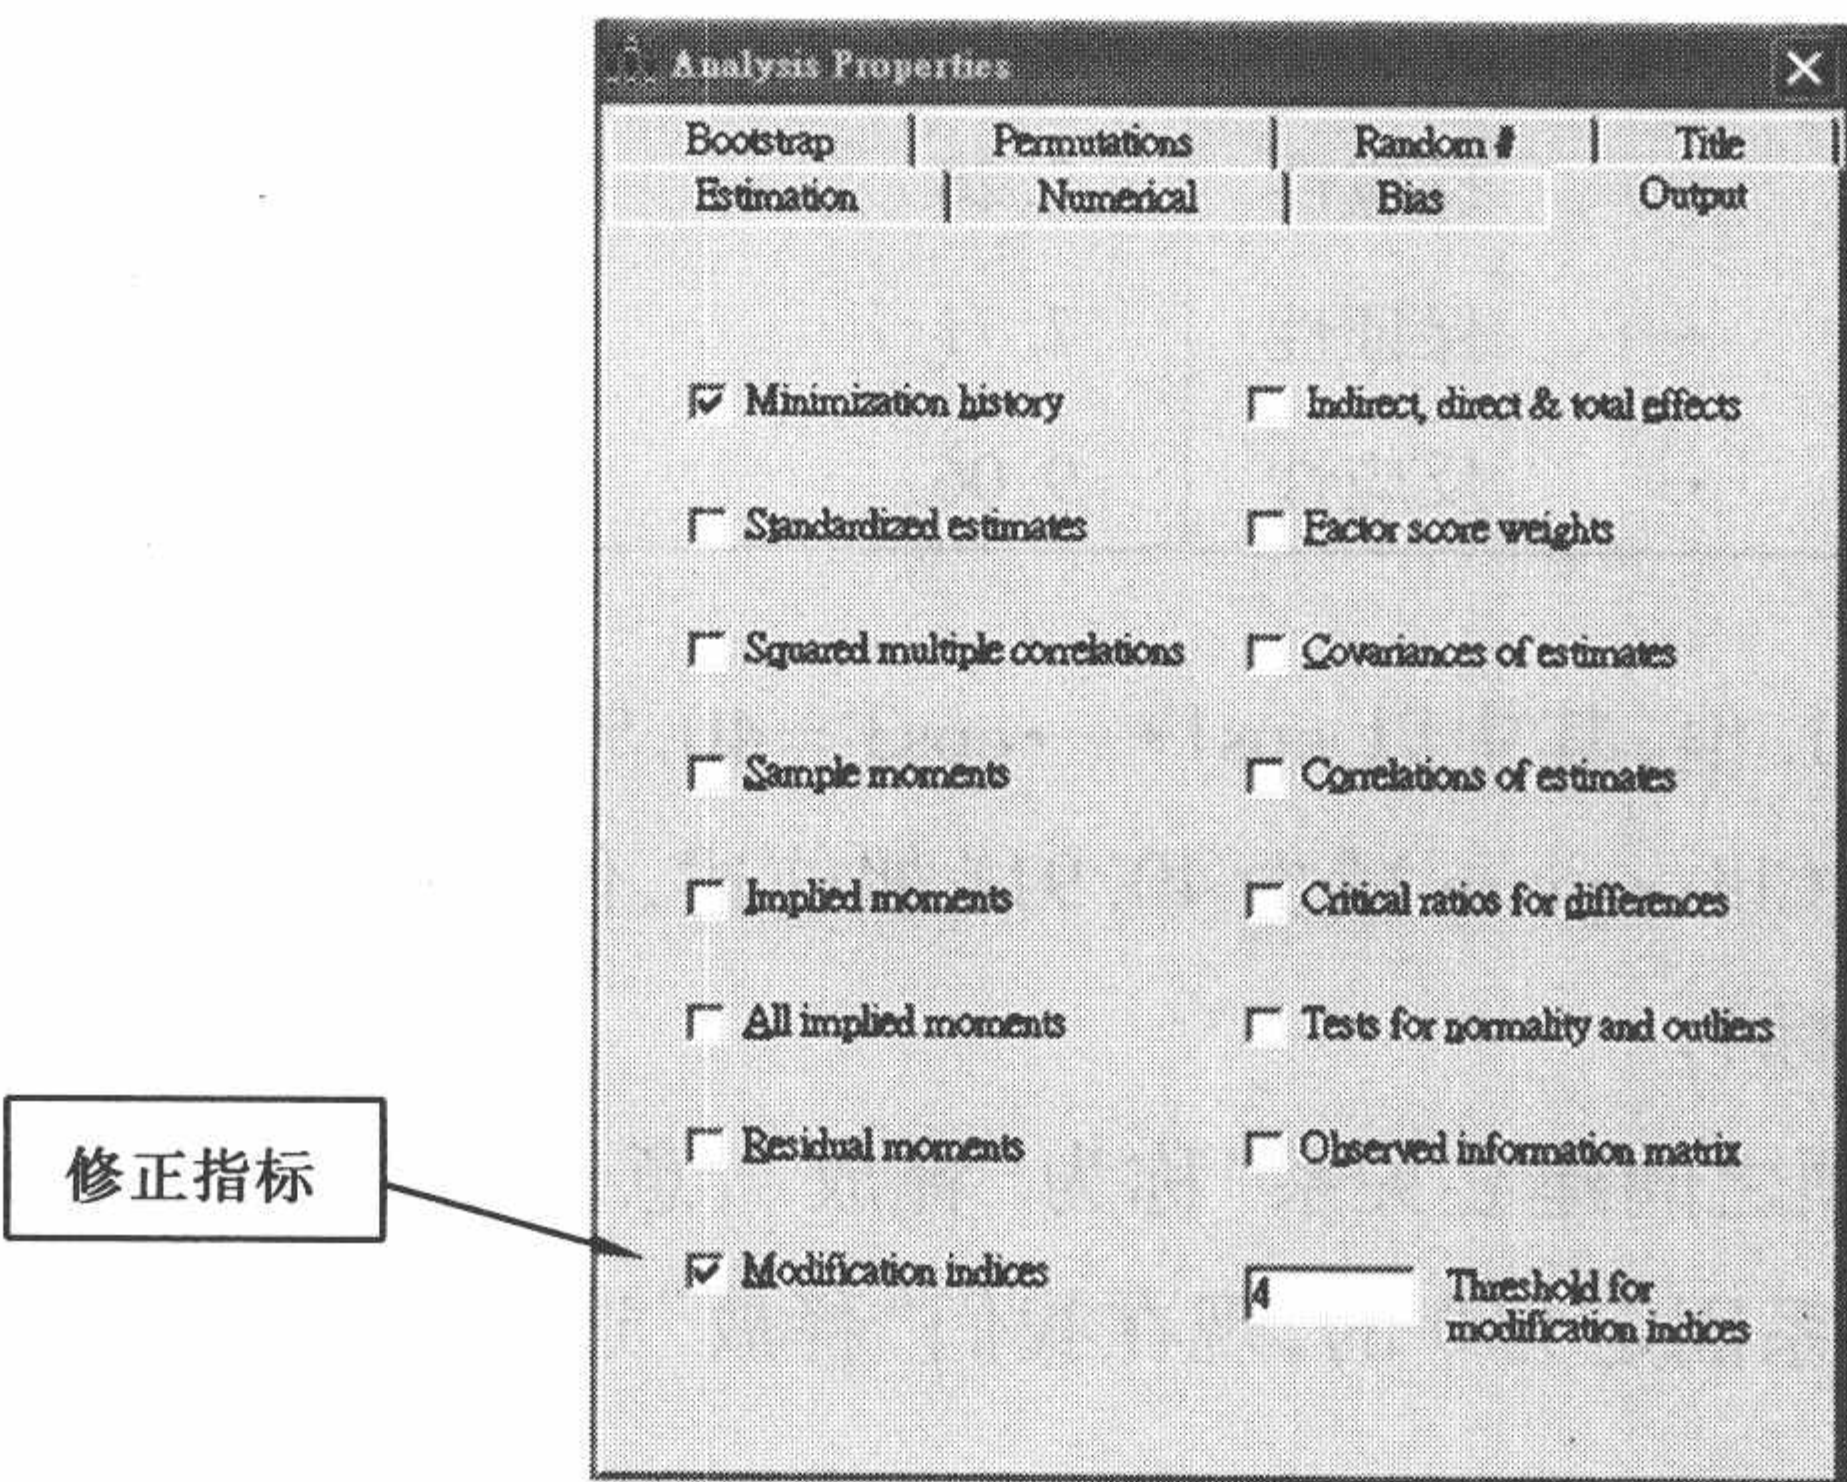 Analysis Properties
Bootstrap Permutations Random # Title
Estimation Numerical Bias Output
Minimization history Indirect, direct & total effects
Standardized estimates Factor score weights
Squared multiple correlations Covariances of estimates
Sample moments Correlations of estimates
Implied moments Critical ratios for differences
All implied moments Tests for normality and outliers
Residual moments Observed information matrix
修正指标
Modification indices 4 Threshold for
modification indices